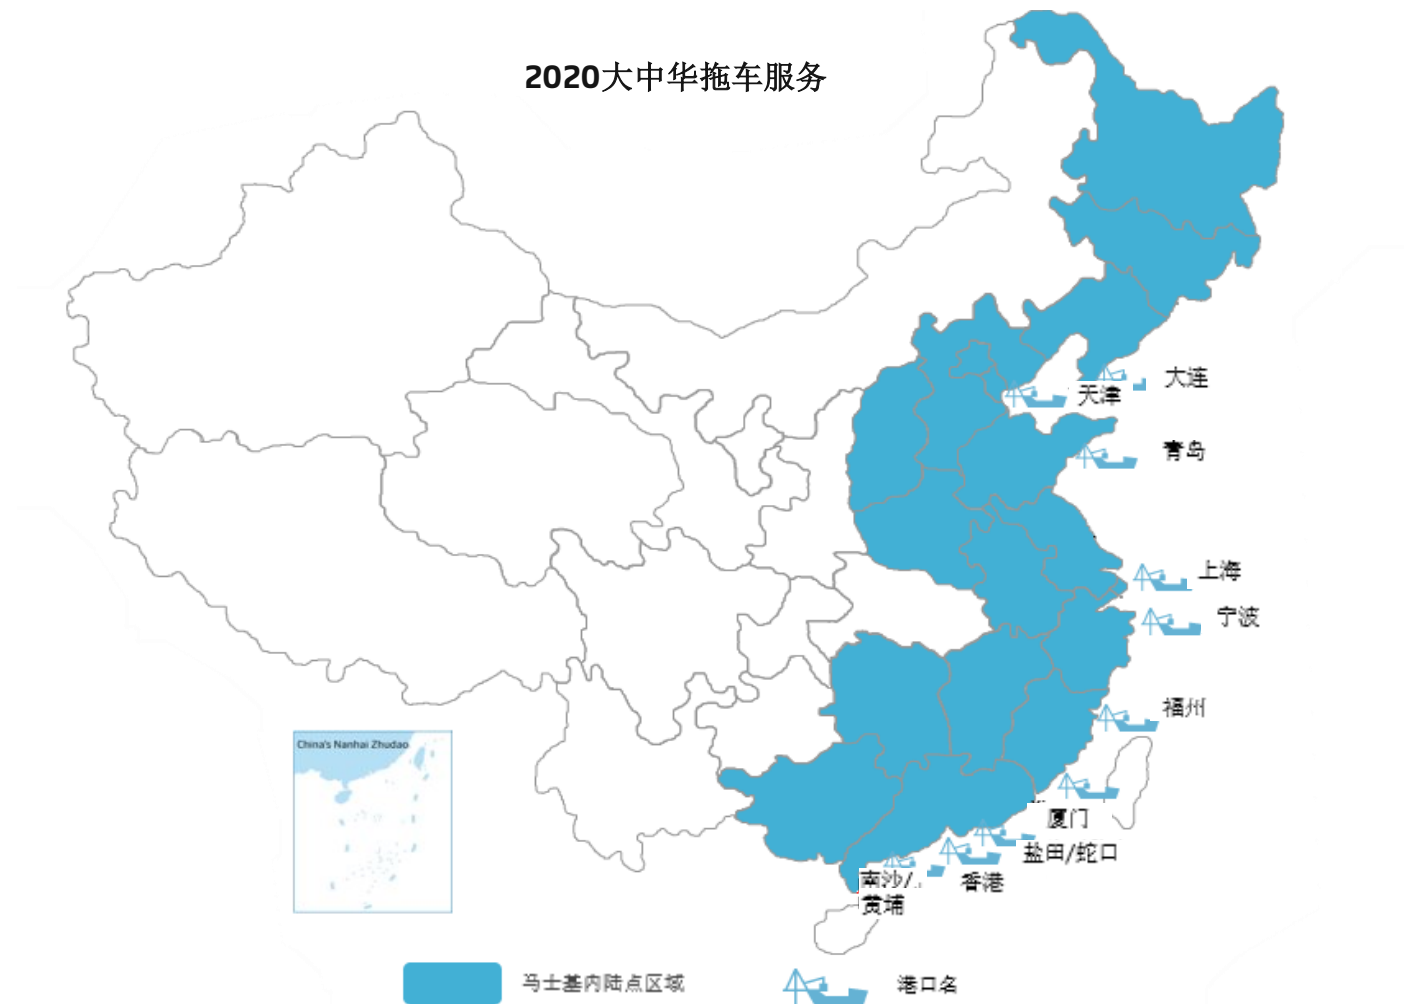 2020大中华拖车服务
大连
天津
青岛
上海
宁波
福州
China's Nanhai Zhudao
厦门
盐田/蛇口
南沙/
香港
黄埔
马士基内陆点区域
港口名